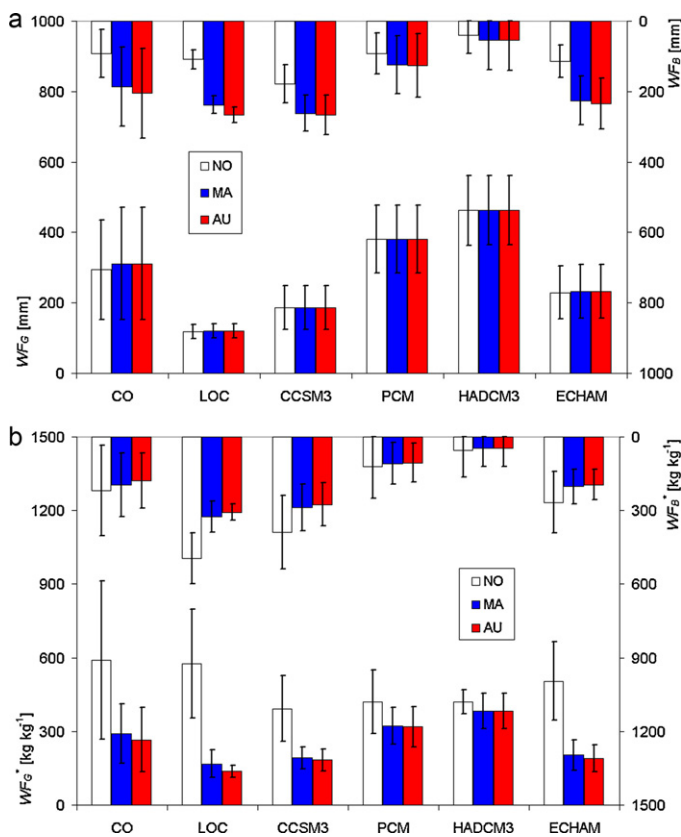 a
1000
800
600
400
200
0
WF_G [mm]
0
200
400
600
800
1000
WF_B [mm]
NO
MA
AU
CO LOC CCSM3 PCM HADCM3 ECHAM
b
1500
1200
900
600
300
0
WF_G* [kg kg-1]
0
300
600
900
1200
1500
WF_B* [kg kg-1]
NO
MA
AU
CO LOC CCSM3 PCM HADCM3 ECHAM